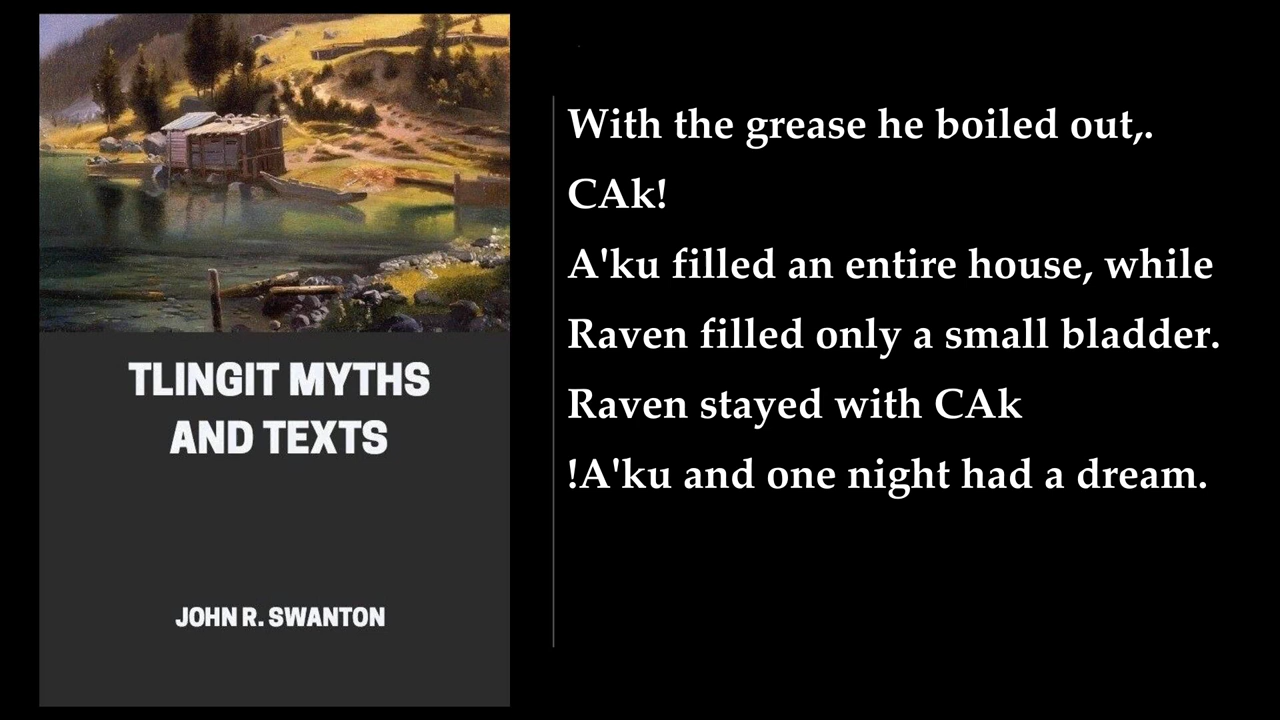 TLINGIT MYTHS
AND TEXTS
JOHN R. SWANTON
With the grease he boiled out,.
CAk!
A'ku filled an entire house, while
Raven filled only a small bladder.
Raven stayed with CAk
!A'ku and one night had a dream.